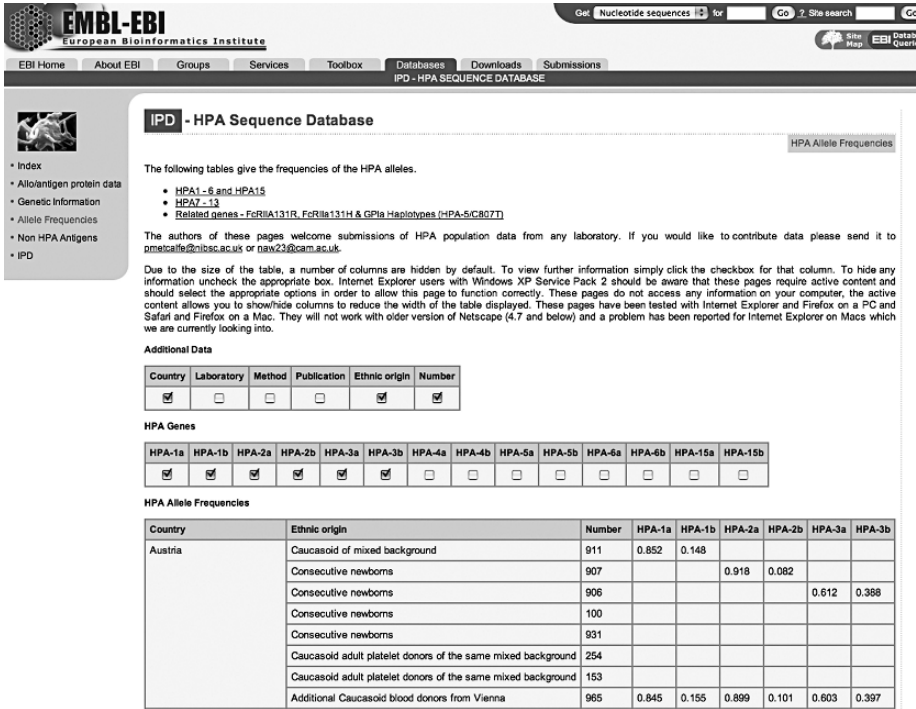 EMBL-EBI
European Bioinformatics Institute
Get Nucleotide sequences for Go ? Site search
Site Map EBI
EBI Home About EBI Groups Services Toolbox Databases Downloads Submissions
IPD - HPA SEQUENCE DATABASE
Index
Allo/antigen protein data
Genetic Information
Allele Frequencies
Non HPA Antigens
IPD
IPD - HPA Sequence Database
HPA Allele Frequencies
The following tables give the frequencies of the HPA alleles.
HPA1 - 6 and HPA15
HPA7 - 13
Related genes - FcRIIA131R, FcRIIa131H & GPIa Haplotypes (HPA-5/C807T)
The authors of these pages welcome submissions of HPA population data from any laboratory. If you would like to contribute data please send it to
pmetcalfe@nibsc.ac.uk or naw23@cam.ac.uk.
Due to the size of the table, a number of columns are hidden by default. To view further information simply click the checkbox for that column. To hide any
information uncheck the appropriate box. Internet Explorer users with Windows XP Service Pack 2 should be aware that these pages require active content and
should select the appropriate options in order to allow this page to function correctly. These pages do not access any information on your computer, the active
content allows you to show/hide columns to reduce the width of the table displayed. These pages have been tested with Internet Explorer and Firefox on a PC and
Safari and Firefox on a Mac. They will not work with older version of Netscape (4.7 and below) and a problem has been reported for Internet Explorer on Macs which
we are currently looking into.
Additional Data
Country Laboratory Method Publication Ethnic origin Number
HPA Genes
HPA-1a HPA-1b HPA-2a HPA-2b HPA-3a HPA-3b HPA-4a HPA-4b HPA-5a HPA-5b HPA-6a HPA-6b HPA-15a HPA-15b
HPA Allele Frequencies
Country Ethnic origin Number HPA-1a HPA-1b HPA-2a HPA-2b HPA-3a HPA-3b
Austria Caucasoid of mixed background 911 0.852 0.148
Consecutive newborns 907 0.918 0.082
Consecutive newborns 906 0.612 0.388
Consecutive newborns 100
Consecutive newborns 931
Caucasoid adult platelet donors of the same mixed background 254
Caucasoid adult platelet donors of the same mixed background 153
Additional Caucasoid blood donors from Vienna 965 0.845 0.155 0.899 0.101 0.603 0.397